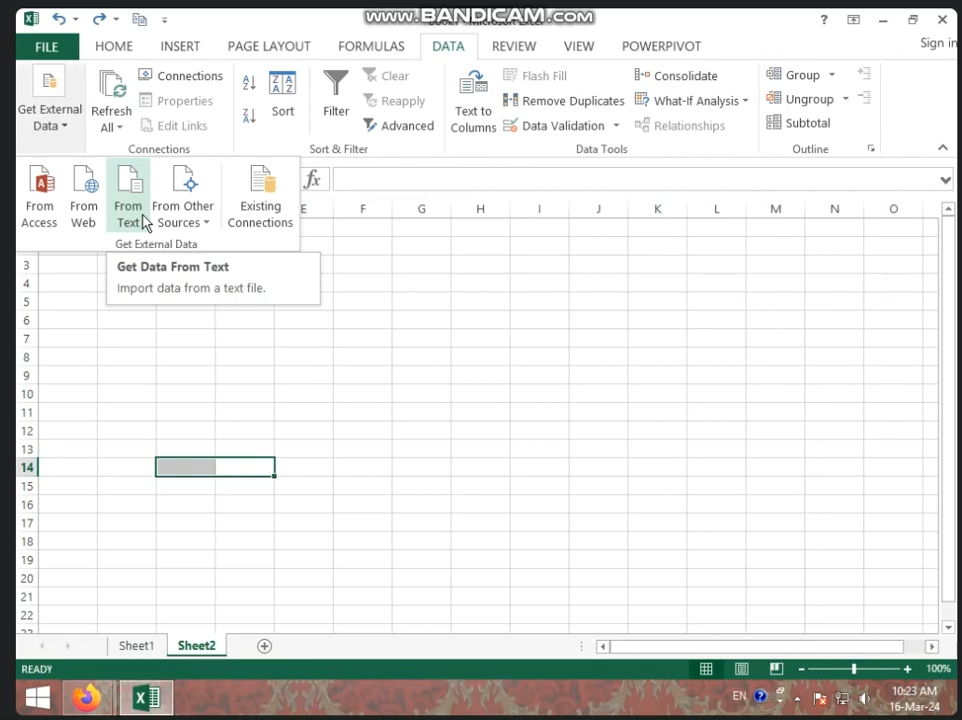 www.BANDICAM.com
FILE HOME INSERT PAGE LAYOUT FORMULAS DATA REVIEW VIEW POWERPIVOT Sign in
Get External Data
Refresh All
Connections
Properties
Edit Links
Connections
Sort
Filter
Clear
Reapply
Advanced
Sort & Filter
Text to Columns
Flash Fill
Remove Duplicates
Data Validation
Consolidate
What-If Analysis
Relationships
Data Tools
Group
Ungroup
Subtotal
Outline
From Access
From Web
From Text
From Other Sources
Existing Connections
Get External Data
fx
E F G H I J K L M N O
Get Data From Text
Import data from a text file.
3
4
5
6
7
8
9
10
11
12
13
14
15
16
17
18
19
20
21
22
Sheet1 Sheet2
READY 100%
EN 10:23 AM
16-Mar-24